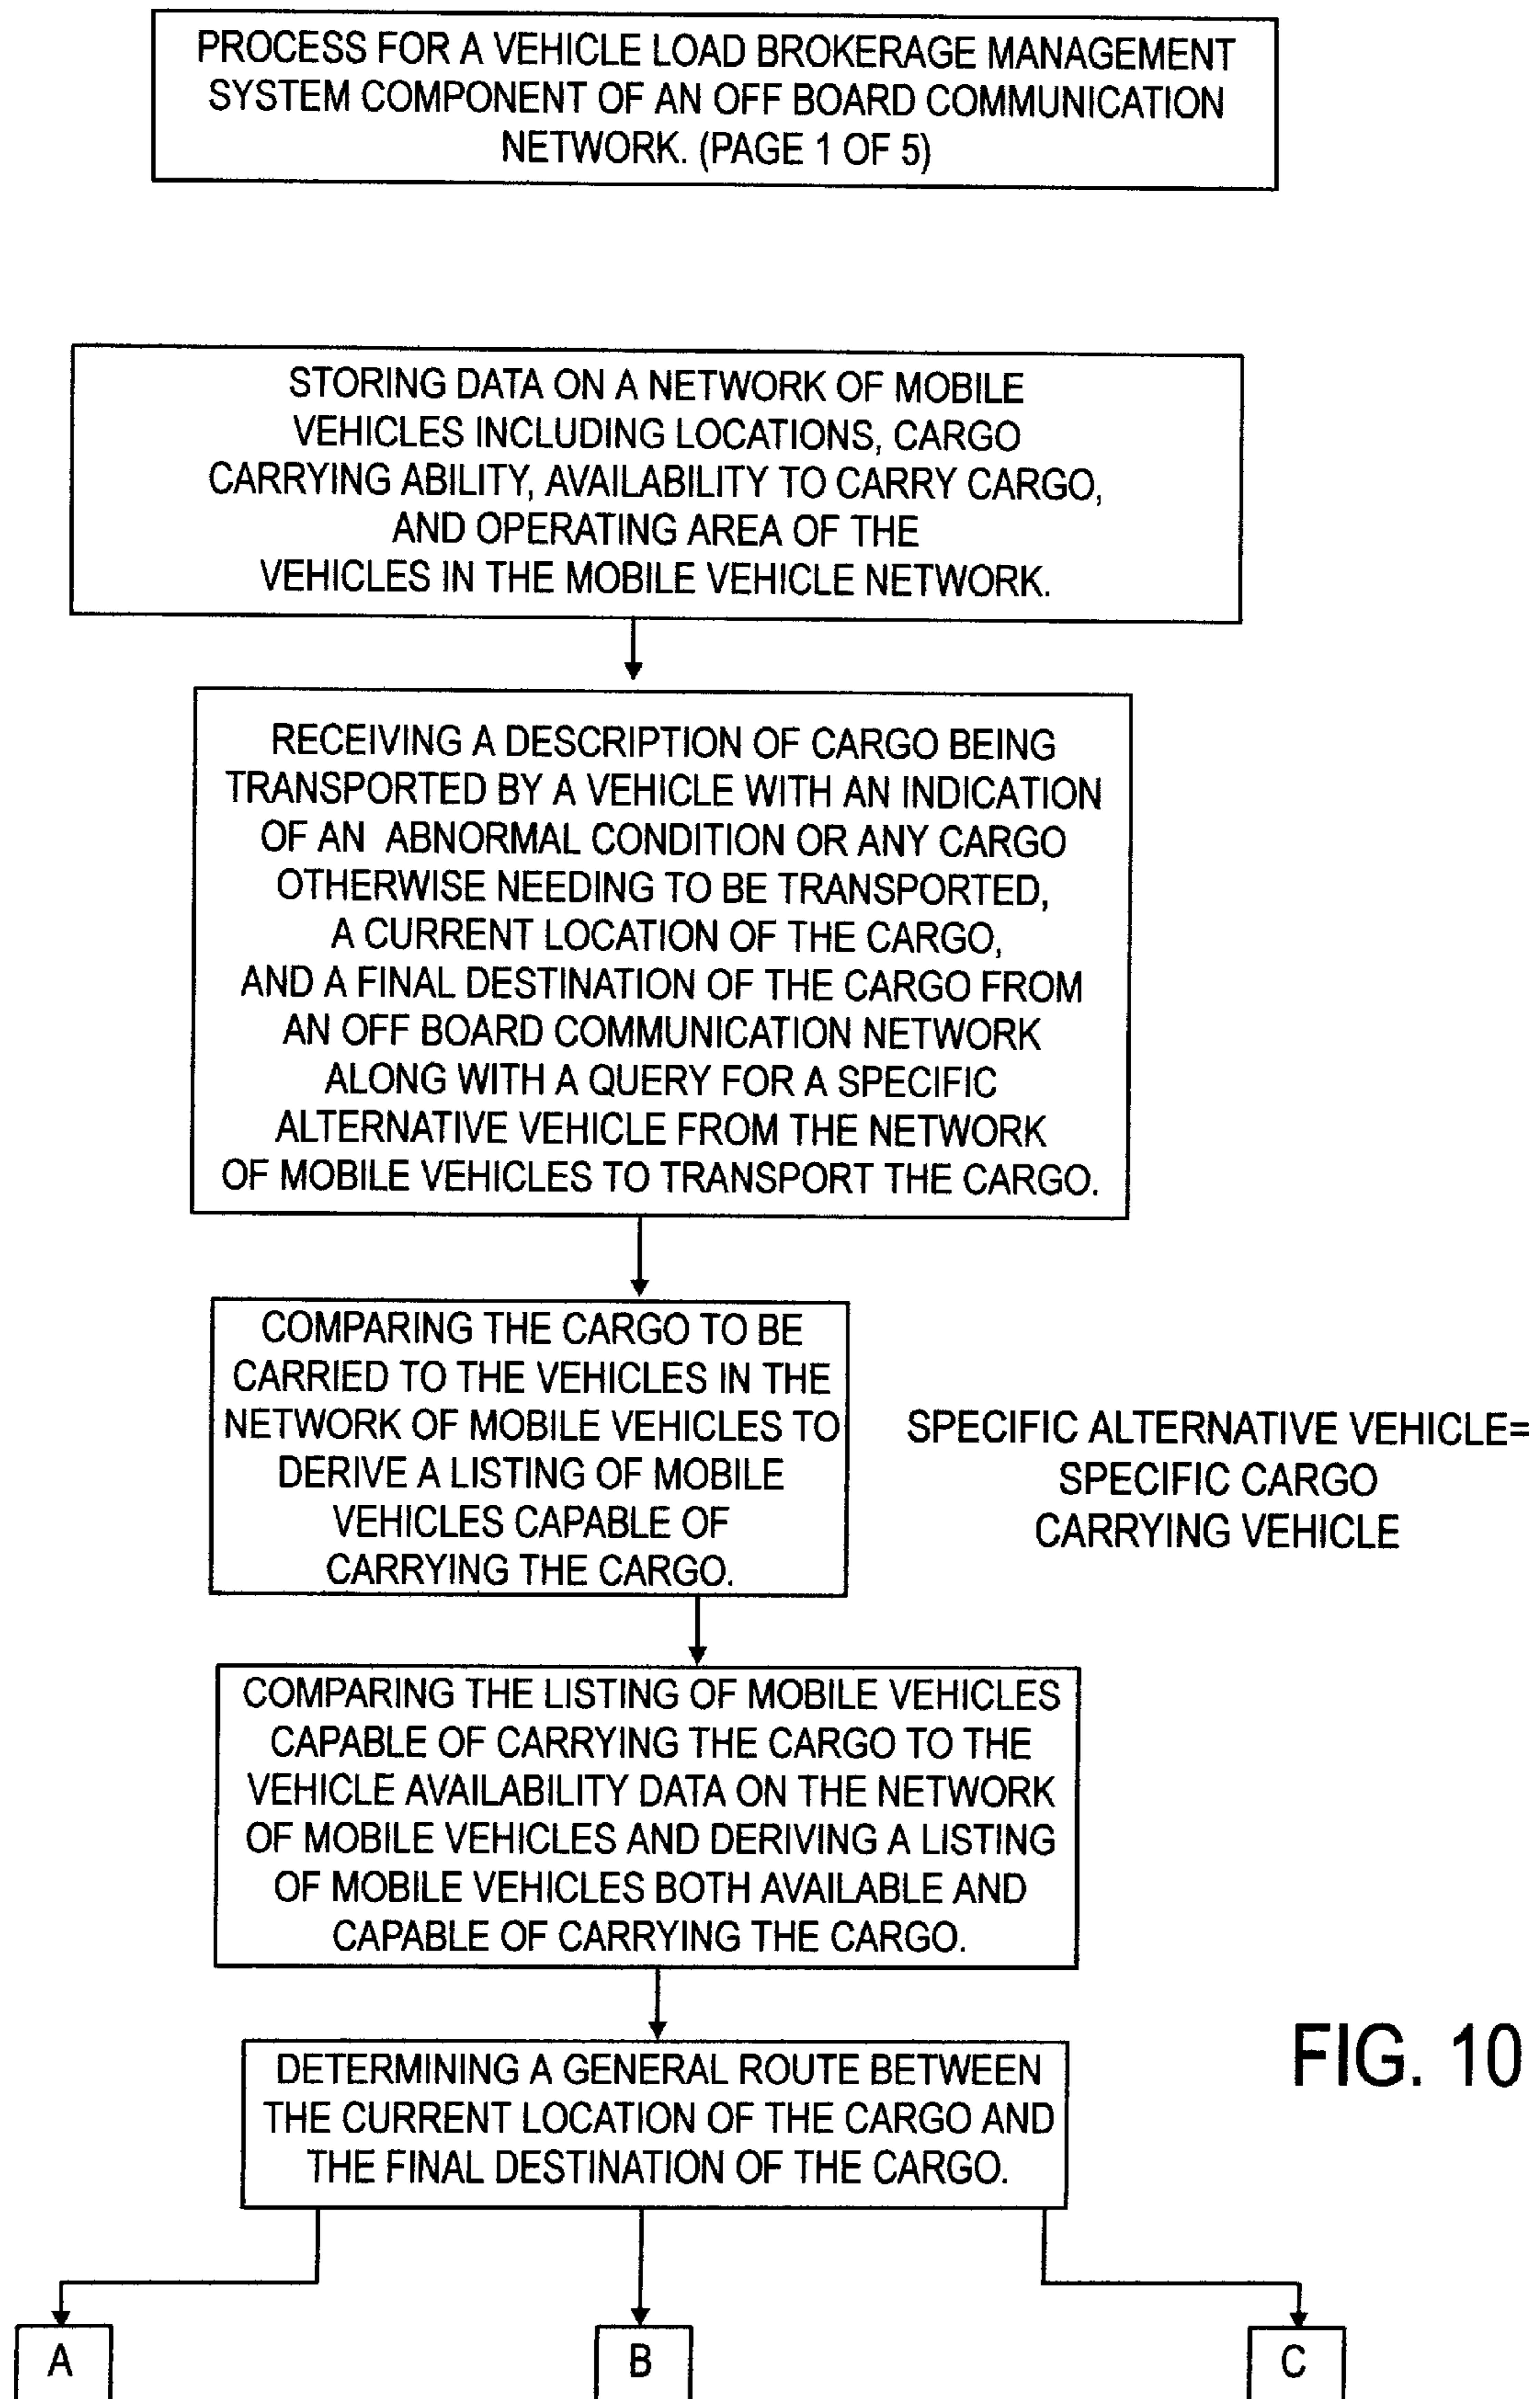 PROCESS FOR A VEHICLE LOAD BROKERAGE MANAGEMENT
SYSTEM COMPONENT OF AN OFF BOARD COMMUNICATION
NETWORK. (PAGE 1 OF 5)
STORING DATA ON A NETWORK OF MOBILE
VEHICLES INCLUDING LOCATIONS, CARGO
CARRYING ABILITY, AVAILABILITY TO CARRY CARGO,
AND OPERATING AREA OF THE
VEHICLES IN THE MOBILE VEHICLE NETWORK.
RECEIVING A DESCRIPTION OF CARGO BEING
TRANSPORTED BY A VEHICLE WITH AN INDICATION
OF AN ABNORMAL CONDITION OR ANY CARGO
OTHERWISE NEEDING TO BE TRANSPORTED,
A CURRENT LOCATION OF THE CARGO,
AND A FINAL DESTINATION OF THE CARGO FROM
AN OFF BOARD COMMUNICATION NETWORK
ALONG WITH A QUERY FOR A SPECIFIC
ALTERNATIVE VEHICLE FROM THE NETWORK
OF MOBILE VEHICLES TO TRANSPORT THE CARGO.
COMPARING THE CARGO TO BE
CARRIED TO THE VEHICLES IN THE
NETWORK OF MOBILE VEHICLES TO
DERIVE A LISTING OF MOBILE
VEHICLES CAPABLE OF
CARRYING THE CARGO.
SPECIFIC ALTERNATIVE VEHICLE=
SPECIFIC CARGO
CARRYING VEHICLE
COMPARING THE LISTING OF MOBILE VEHICLES
CAPABLE OF CARRYING THE CARGO TO THE
VEHICLE AVAILABILITY DATA ON THE NETWORK
OF MOBILE VEHICLES AND DERIVING A LISTING
OF MOBILE VEHICLES BOTH AVAILABLE AND
CAPABLE OF CARRYING THE CARGO.
DETERMINING A GENERAL ROUTE BETWEEN
THE CURRENT LOCATION OF THE CARGO AND
THE FINAL DESTINATION OF THE CARGO.
FIG. 10
A
B
C